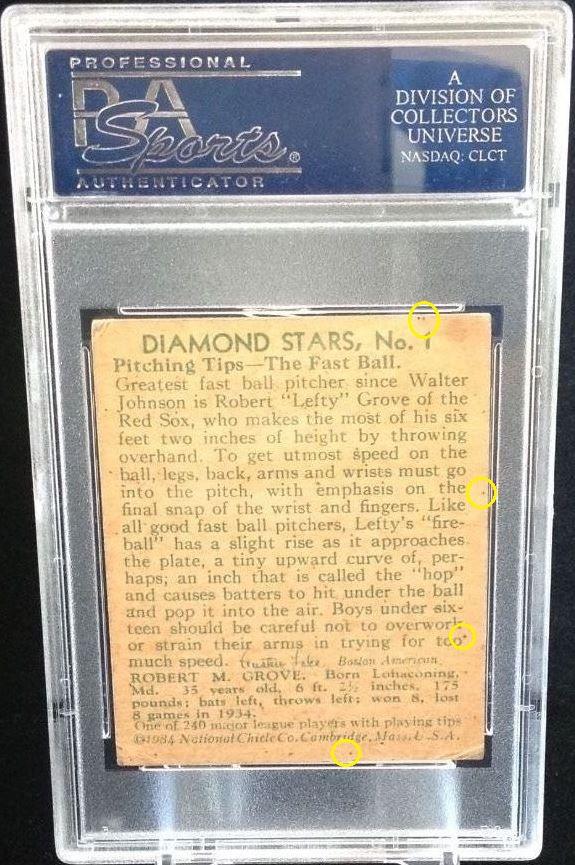 PROFESSIONAL
PSA
Sports®
AUTHENTICATOR
A
DIVISION OF
COLLECTORS
UNIVERSE
NASDAQ: CLCT
DIAMOND STARS, No. 1
Pitching Tips—The Fast Ball.
Greatest fast ball pitcher since Walter
Johnson is Robert "Lefty" Grove of the
Red Sox, who makes the most of his six
feet two inches of height by throwing
overhand. To get utmost speed on the
ball, legs, back, arms and wrists must go
into the pitch, with emphasis on the
final snap of the wrist and fingers. Like
all good fast ball pitchers, Lefty's "fire-
ball" has a slight rise as it approaches
the plate, a tiny upward curve of, per-
haps; an inch that is called the "hop"
and causes batters to hit under the ball
and pop it into the air. Boys under six-
teen should be careful not to overwork
or strain their arms in trying for too
much speed. Boston American
ROBERT M. GROVE. Born Lonaconing,
Md. 35 years old, 6 ft. 2½ inches, 175
pounds; bats left, throws left; won 8, lost
8 games in 1934.
One of 240 major league players with playing tips
©1934 National Chicle Co. Cambridge, Mass. U.S.A.